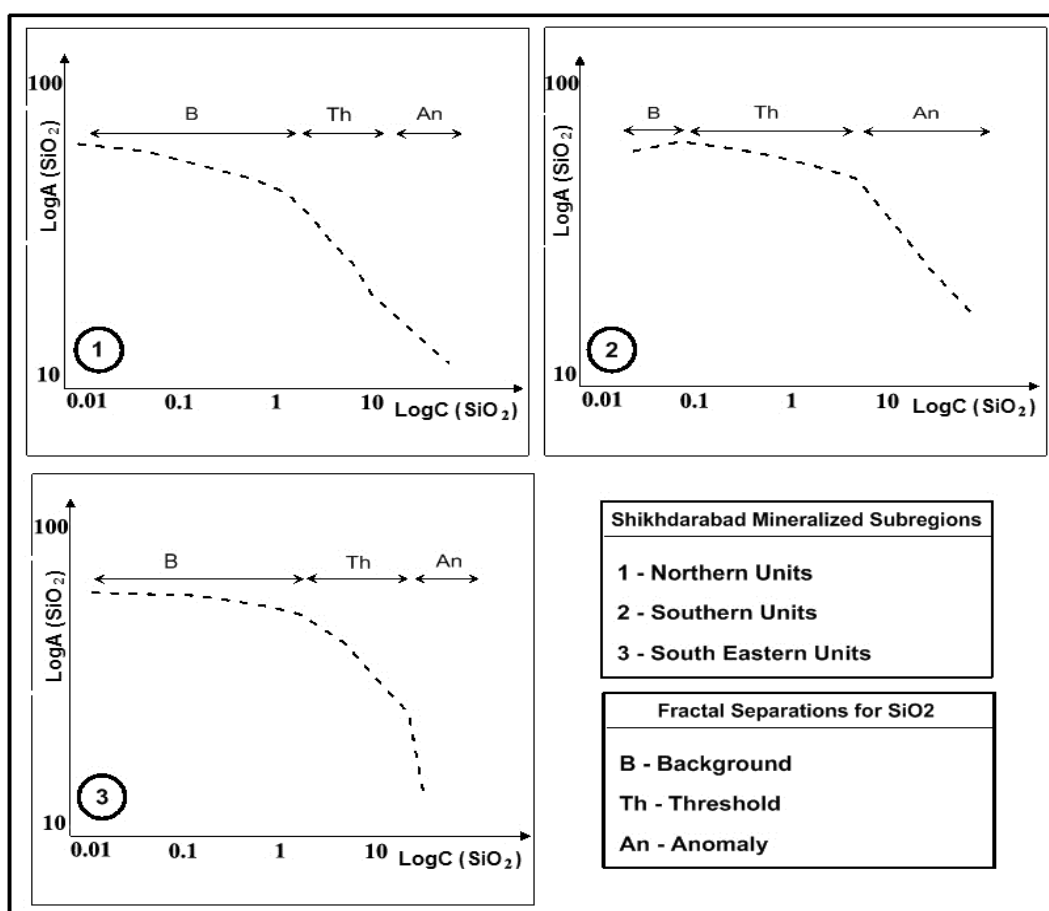 100
B Th An
LogA (SiO₂)
10
1
0.01 0.1 1 10
LogC (SiO₂)
100
B Th An
LogA (SiO₂)
10
2
0.01 0.1 1 10
LogC (SiO₂)
100
B Th An
LogA (SiO₂)
10
3
0.01 0.1 1 10
LogC (SiO₂)
Shikhdarabad Mineralized Subregions
1 - Northern Units
2 - Southern Units
3 - South Eastern Units
Fractal Separations for SiO2
B - Background
Th - Threshold
An - Anomaly